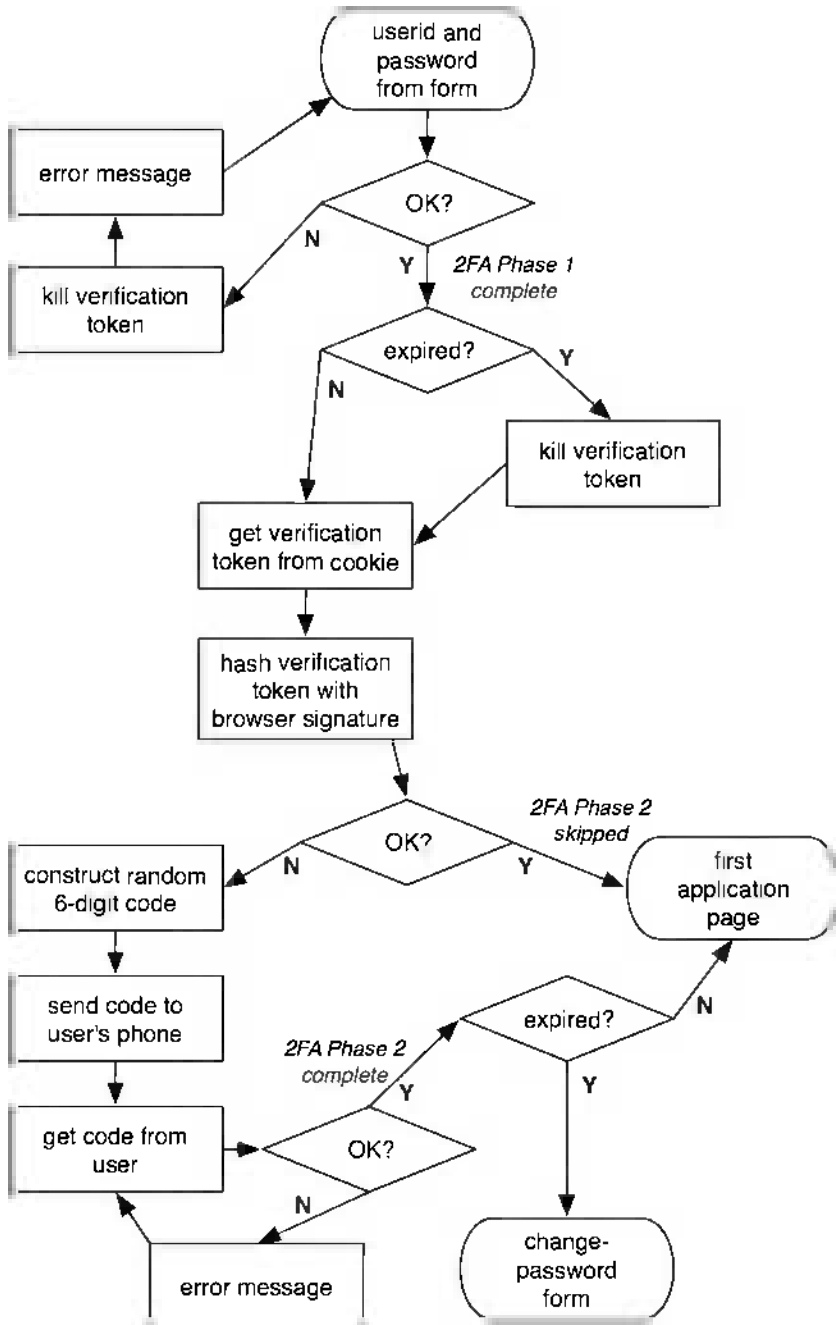 userid and
password
from form
error message
OK?
N
Y
2FA Phase 1
complete
kill verification
token
expired?
N
Y
kill verification
token
get verification
token from cookie
hash verification
token with
browser signature
OK?
N
Y
2FA Phase 2
skipped
construct random
6-digit code
first
application
page
send code to
user's phone
expired?
N
Y
2FA Phase 2
complete
Y
get code from
user
OK?
N
error message
change-
password
form